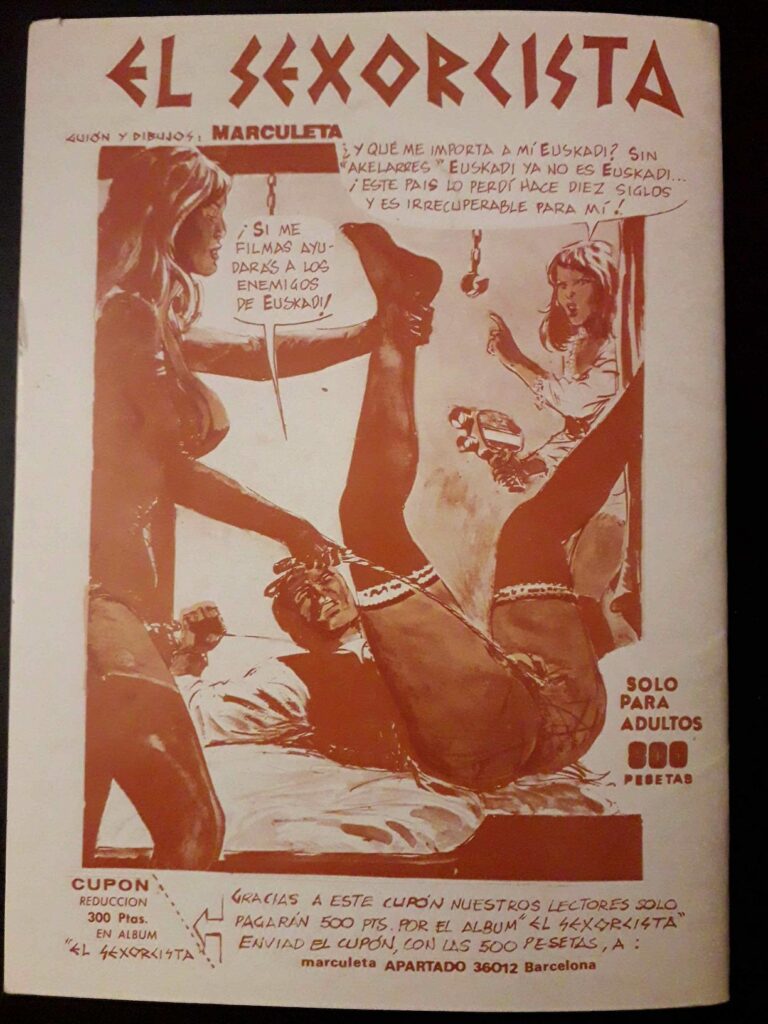 EL SEXORCISTA
GUIÓN Y DIBUJOS: MARCULETA
¿Y QUÉ ME IMPORTA A MÍ EUSKADI? SIN
"AKELARRES" EUSKADI YA NO ES EUSKADI...
¡ESTE PAIS LO PERDÍ HACE DIEZ SIGLOS
Y ES IRRECUPERABLE PARA MÍ!
¡SI ME
FILMAS AYU-
DARÁS A LOS
ENEMIGOS
DE EUSKADI!
SOLO
PARA
ADULTOS
800
PESETAS
CUPON
REDUCCION
300 Ptas.
EN ALBUM
"EL SEXORCISTA"
GRACIAS A ESTE CUPÓN NUESTROS LECTORES SOLO
PAGARÁN 500 PTS. POR EL ALBUM "EL SEXORCISTA"
ENVIAD EL CUPÓN, CON LAS 500 PESETAS, A:
marculeta APARTADO 36012 Barcelona